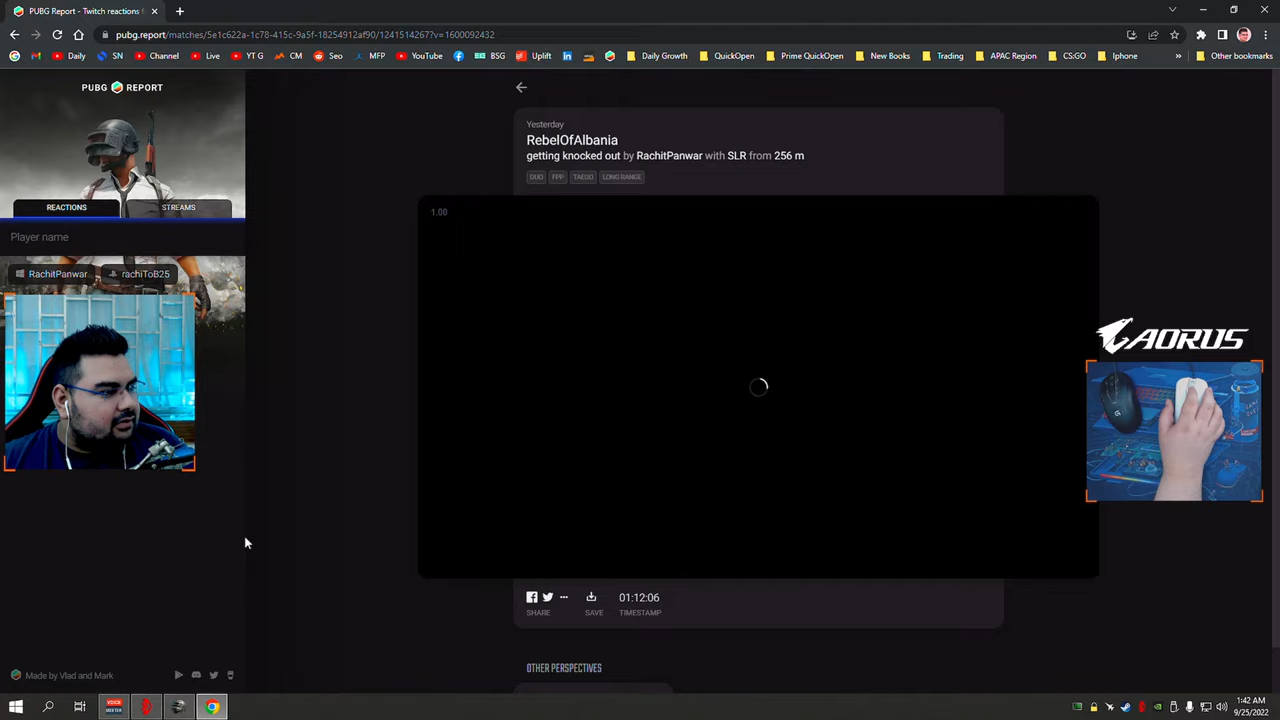 PUBG Report - Twitch reactions f
pubg.report/matches/5e1c622a-1c78-415c-9a5f-18254912af90/1241514267?v=1600092432
Daily
SN
Channel
Live
YT G
CM
Seo
MFP
YouTube
BSG
Uplift
Daily Growth
QuickOpen
Prime QuickOpen
New Books
Trading
APAC Region
CS:GO
Iphone
»
Other bookmarks
PUBG REPORT
REACTIONS
STREAMS
Player name
RachitPanwar
rachiToB25
Yesterday
RebelOfAlbania
getting knocked out by RachitPanwar with SLR from 256 m
DUO
FPP
TAEGO
LONG RANGE
1.00
AORUS
01:12:06
SHARE
SAVE
TIMESTAMP
OTHER PERSPECTIVES
Made by Vlad and Mark
VOICE
MEETER
1:42 AM
9/25/2022